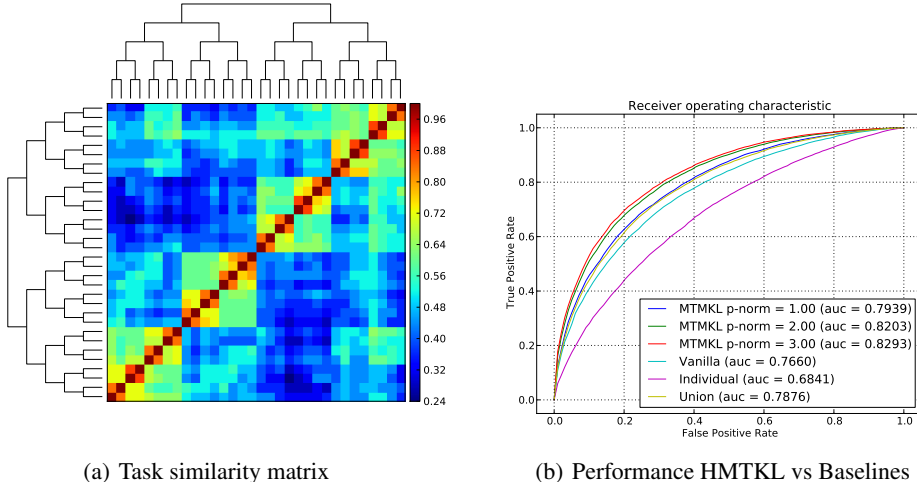 0.96
0.88
0.80
0.72
0.64
0.56
0.48
0.40
0.32
0.24
(a) Task similarity matrix
Receiver operating characteristic
True Positive Rate
1.0
0.8
0.6
0.4
0.2
0.0
MTMKL p-norm = 1.00 (auc = 0.7939)
MTMKL p-norm = 2.00 (auc = 0.8203)
MTMKL p-norm = 3.00 (auc = 0.8293)
Vanilla (auc = 0.7660)
Individual (auc = 0.6841)
Union (auc = 0.7876)
0.0 0.2 0.4 0.6 0.8 1.0
False Positive Rate
(b) Performance HMTKL vs Baselines